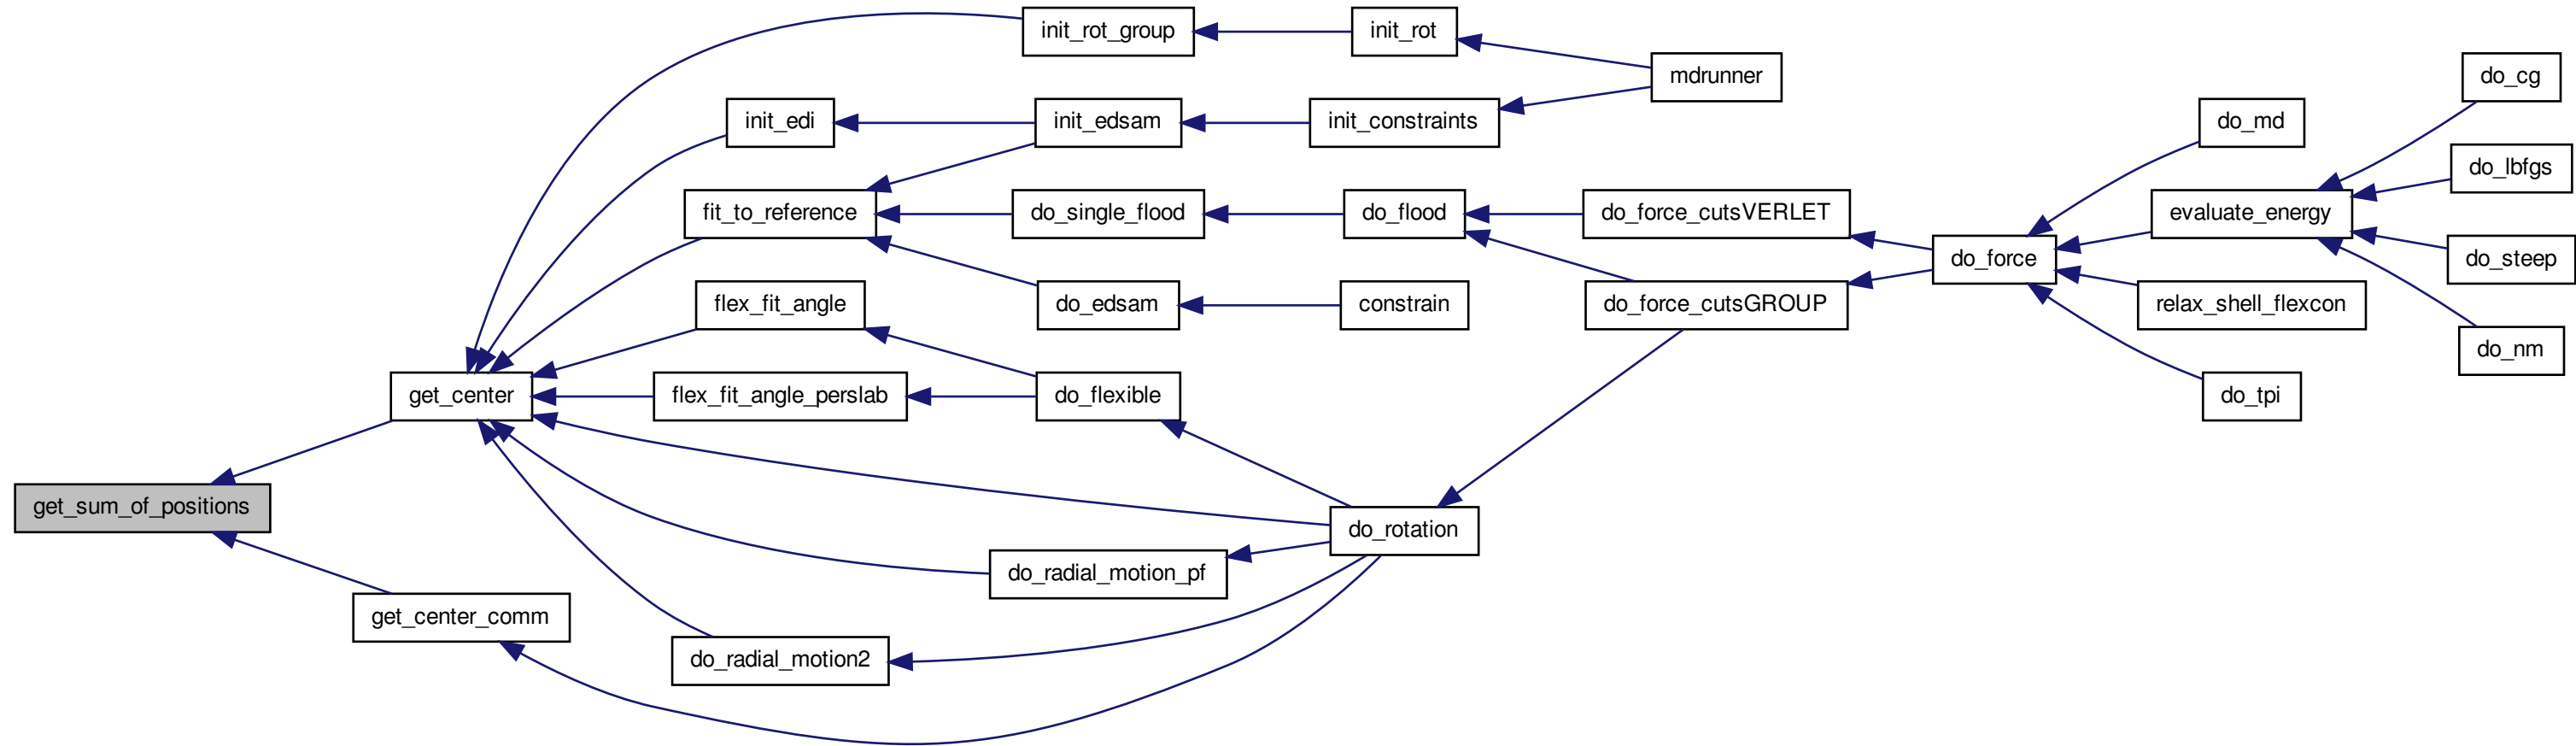 init_rot_group
init_rot
mdrunner
do_cg
init_edi
init_edsam
init_constraints
do_md
do_lbfgs
fit_to_reference
do_single_flood
do_flood
do_force_cutsVERLET
evaluate_energy
do_force
do_steep
flex_fit_angle
do_edsam
constrain
do_force_cutsGROUP
relax_shell_flexcon
do_nm
get_center
flex_fit_angle_perslab
do_flexible
do_tpi
get_sum_of_positions
do_rotation
do_radial_motion_pf
get_center_comm
do_radial_motion2